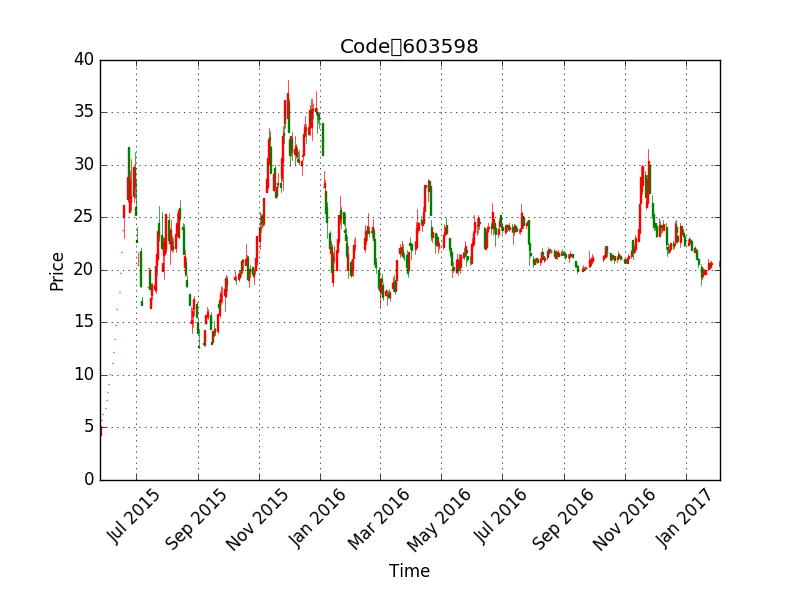 Code▯603598
40
35
30
25
20
15
10
5
0
Price
Jul 2015
Sep 2015
Nov 2015
Jan 2016
Mar 2016
May 2016
Jul 2016
Sep 2016
Nov 2016
Jan 2017
Time